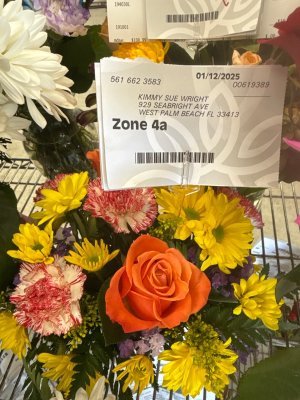 561 662 3583
01/12/2025
00619389
KIMMY SUE WRIGHT
929 SEABRIGHT AVE
WEST PALM BEACH FL 33413
Zone 4a